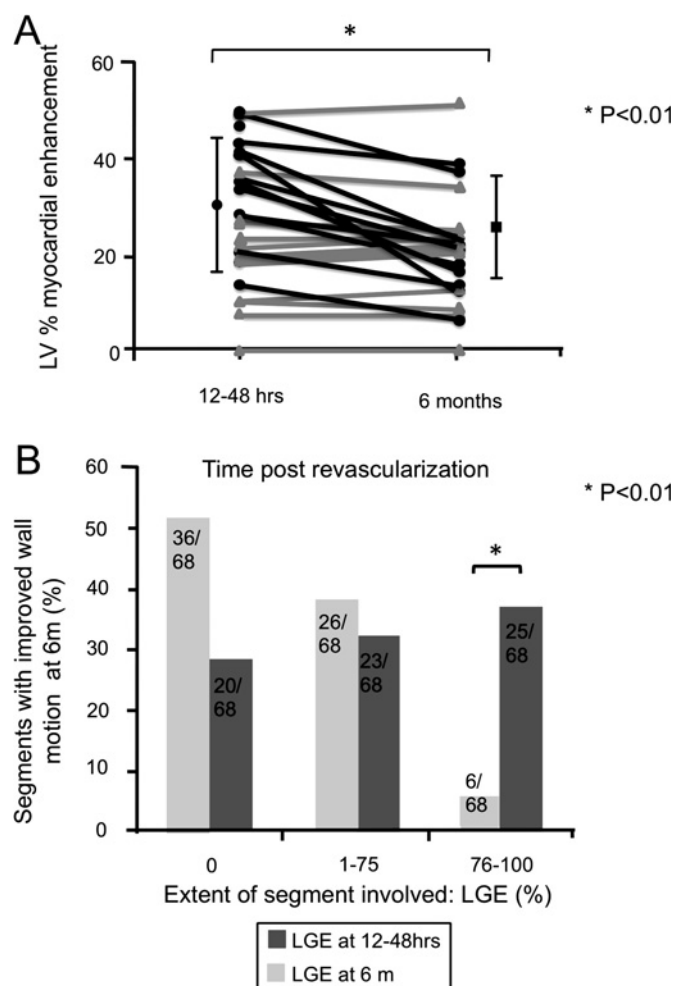 A
*
60
* P<0.01
40
20
0
LV % myocardial enhancement
12-48 hrs
6 months
B
Time post revascularization
* P<0.01
60
50
40
30
20
10
0
Segments with improved wall
motion at 6m (%)
36/
68
20/
68
26/
68
23/
68
6/
68
*
25/
68
0
1-75
76-100
Extent of segment involved: LGE (%)
LGE at 12-48hrs
LGE at 6 m